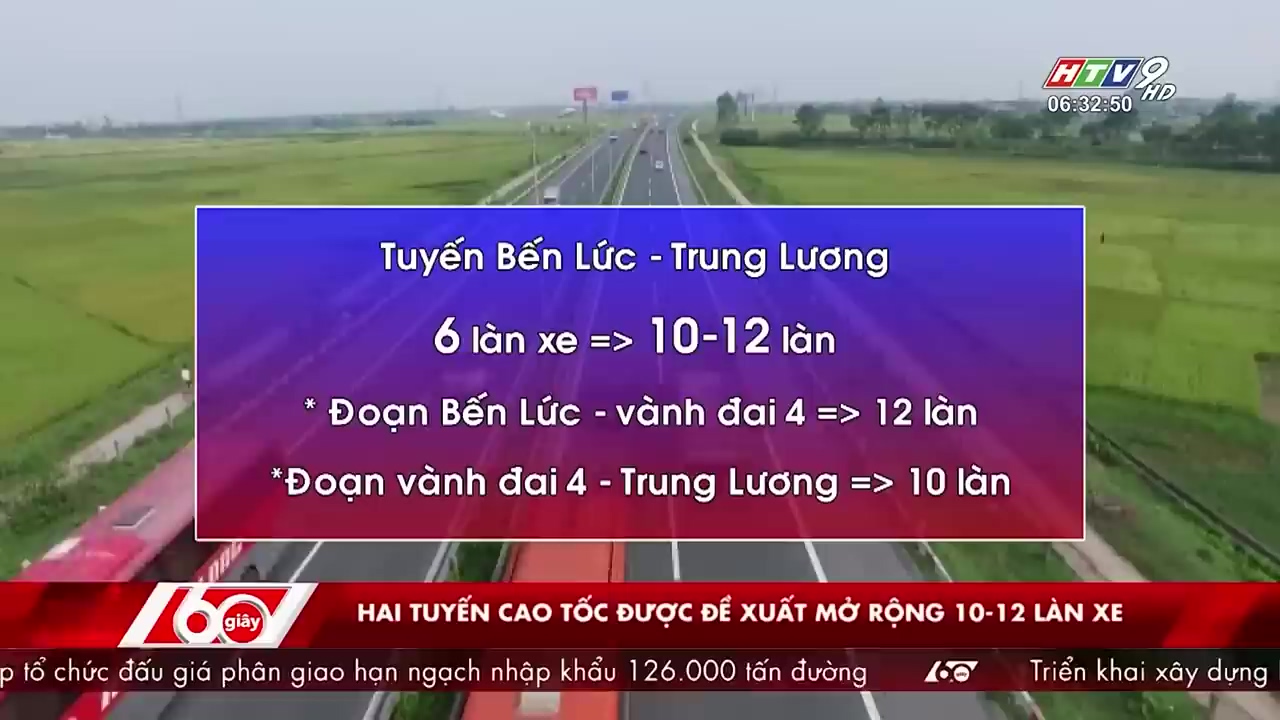 HTV9 HD
06:32:50
Tuyến Bến Lức - Trung Lương
6 làn xe => 10-12 làn
* Đoạn Bến Lức - vành đai 4 => 12 làn
*Đoạn vành đai 4 - Trung Lương => 10 làn
60 giây
HAI TUYẾN CAO TỐC ĐƯỢC ĐỀ XUẤT MỞ RỘNG 10-12 LÀN XE
p tổ chức đấu giá phân giao hạn ngạch nhập khẩu 126.000 tấn đường 60 Triển khai xây dựng